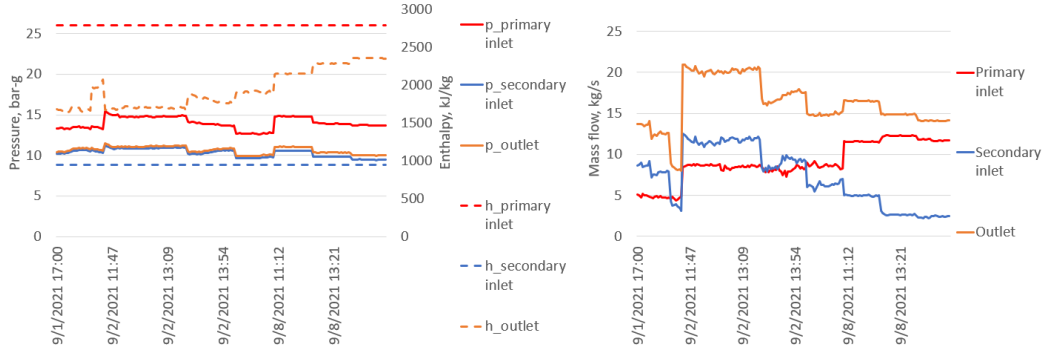 Pressure, bar-g
25
20
15
10
5
0
3000
2500
2000
1500
1000
500
0
Enthalpy, kJ/kg
9/1/2021 17:00
9/2/2021 11:47
9/2/2021 13:09
9/2/2021 13:54
9/8/2021 11:12
9/8/2021 13:21
p_primary
inlet
p_secondary
inlet
p_outlet
h_primary
inlet
h_secondary
inlet
h_outlet
Mass flow, kg/s
25
20
15
10
5
0
9/1/2021 17:00
9/2/2021 11:47
9/2/2021 13:09
9/2/2021 13:54
9/8/2021 11:12
9/8/2021 13:21
Primary
inlet
Secondary
inlet
Outlet